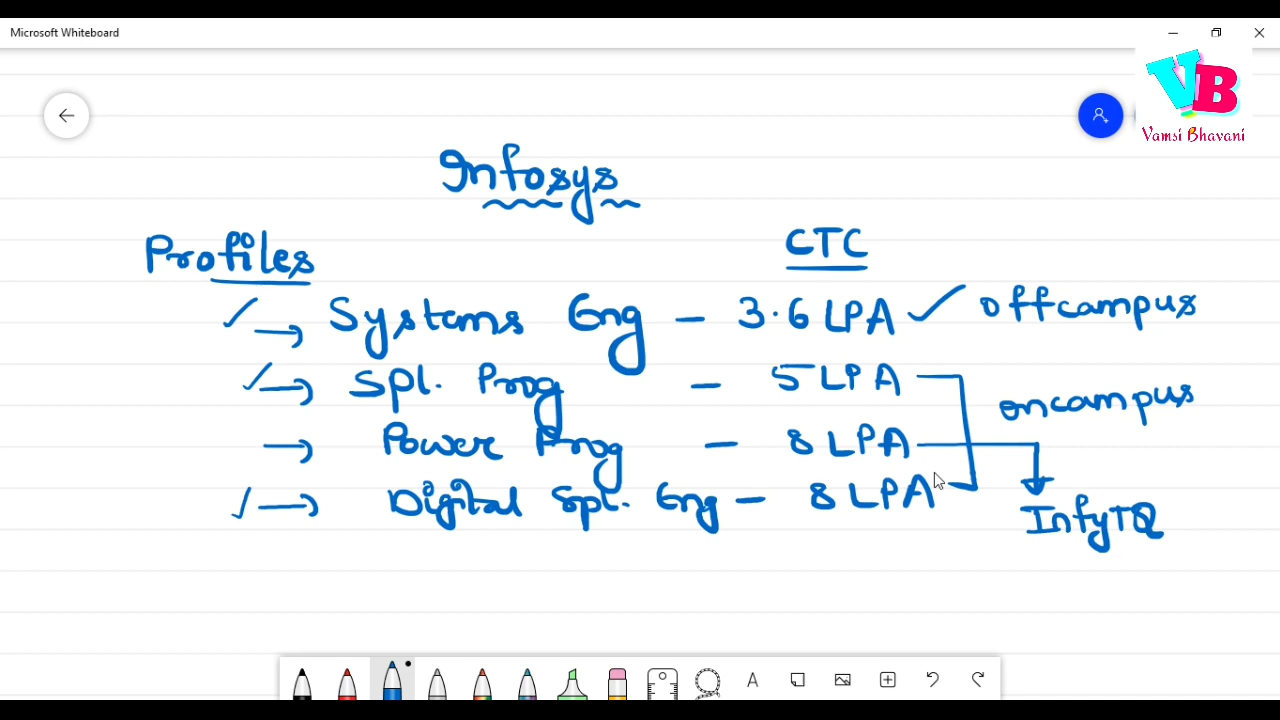 Microsoft Whiteboard
VB
Vamsi Bhavani
Infosys
Profiles CTC
Systems Eng - 3.6 LPA offcampus
Spl. Prog - 5 LPA
oncampus
Power Prog - 8 LPA
Digital Spl. Eng - 8 LPA
InfyTQ
A